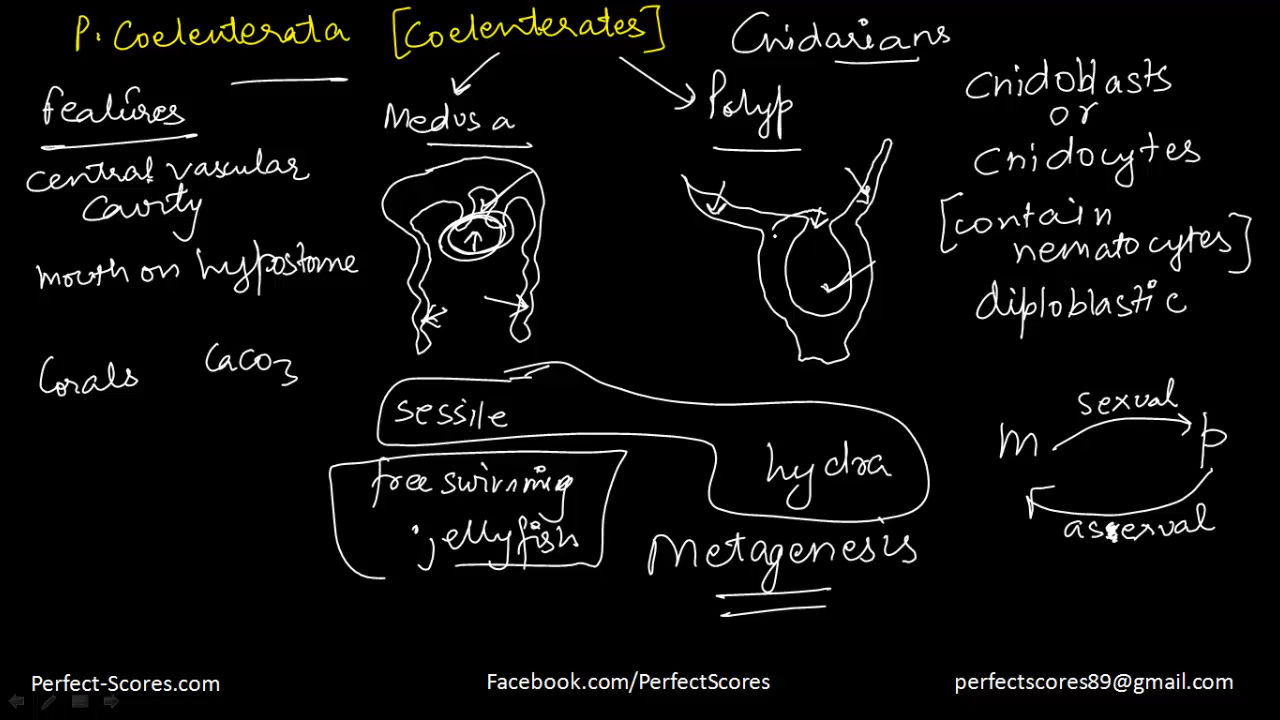 P. Coelenterata [Coelenterates] Cnidarians
Features
central vascular
cavity
mouth on hypostome
Corals CaCO3
Medusa
Polyp
cnidoblasts
or
cnidocytes
[contain
nematocytes]
diploblastic
sessile
hydra
free swimming
jellyfish
Metagenesis
sexual
m p
asexual
Perfect-Scores.com
Facebook.com/PerfectScores
perfectscores89@gmail.com